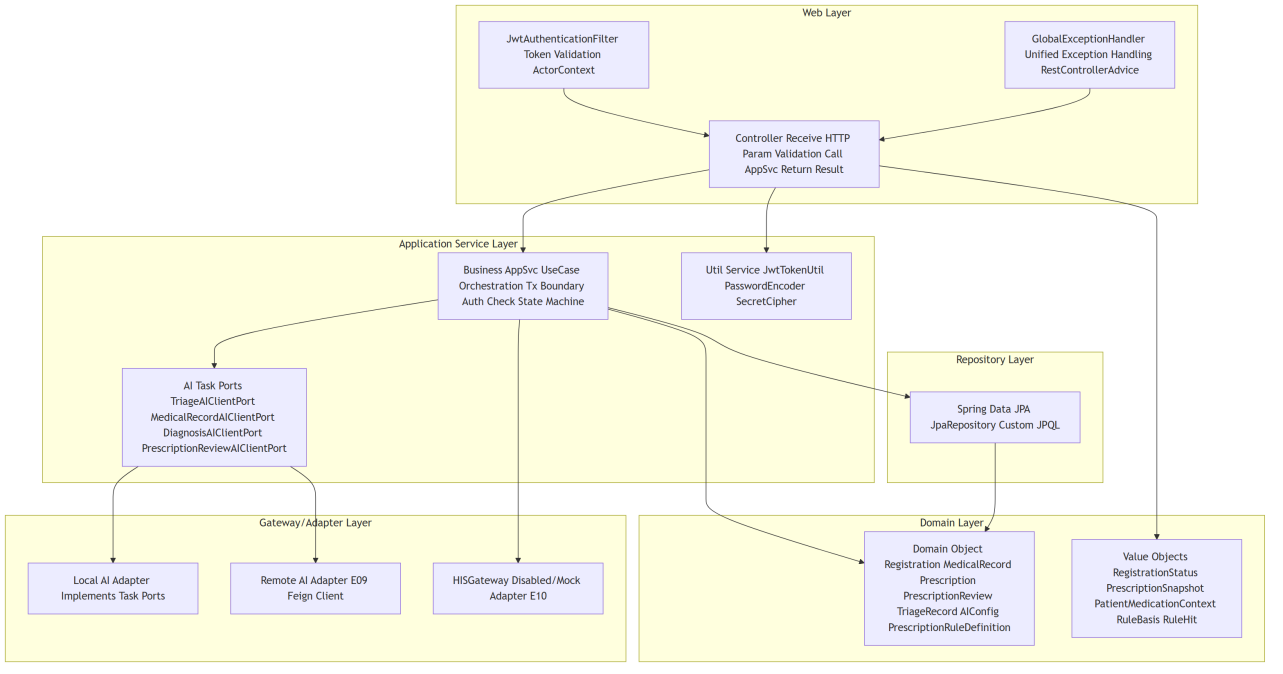 Web Layer
JwtAuthenticationFilter
Token Validation
ActorContext
GlobalExceptionHandler
Unified Exception Handling
RestControllerAdvice
Controller Receive HTTP
Param Validation Call
AppSvc Return Result
Application Service Layer
Business AppSvc UseCase
Orchestration Tx Boundary
Auth Check State Machine
Util Service JwtTokenUtil
PasswordEncoder
SecretCipher
AI Task Ports
TriageAIClientPort
MedicalRecordAIClientPort
DiagnosisAIClientPort
PrescriptionReviewAIClientPort
Repository Layer
Spring Data JPA
JpaRepository Custom JPQL
Gateway/Adapter Layer
Local AI Adapter
Implements Task Ports
Remote AI Adapter E09
Feign Client
HISGateway Disabled/Mock
Adapter E10
Domain Layer
Domain Object
Registration MedicalRecord
Prescription
PrescriptionReview
TriageRecord AIConfig
PrescriptionRuleDefinition
Value Objects
RegistrationStatus
PrescriptionSnapshot
PatientMedicationContext
RuleBasis RuleHit